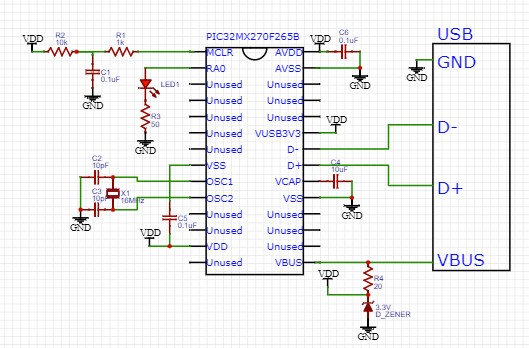 PIC32MX270F265B
USB
VDD
R2
10k
R1
1k
MCLR
AVDD
VDD
C6
0.1uF
GND
GND
C1
0.1uF
GND
RA0
AVSS
GND
LED1
Unused
Unused
Unused
Unused
R3
50
Unused
Unused
Unused
VUSB3V3
VDD
D-
GND
Unused
D-
C2
10pF
VSS
D+
C4
10uF
OSC1
VCAP
D+
C3
10pF
X1
16MHz
OSC2
VSS
GND
GND
C5
0.1uF
Unused
Unused
VDD
Unused
Unused
VDD
Unused
Unused
VBUS
VBUS
VDD
R4
20
3.3V
D_ZENER
GND